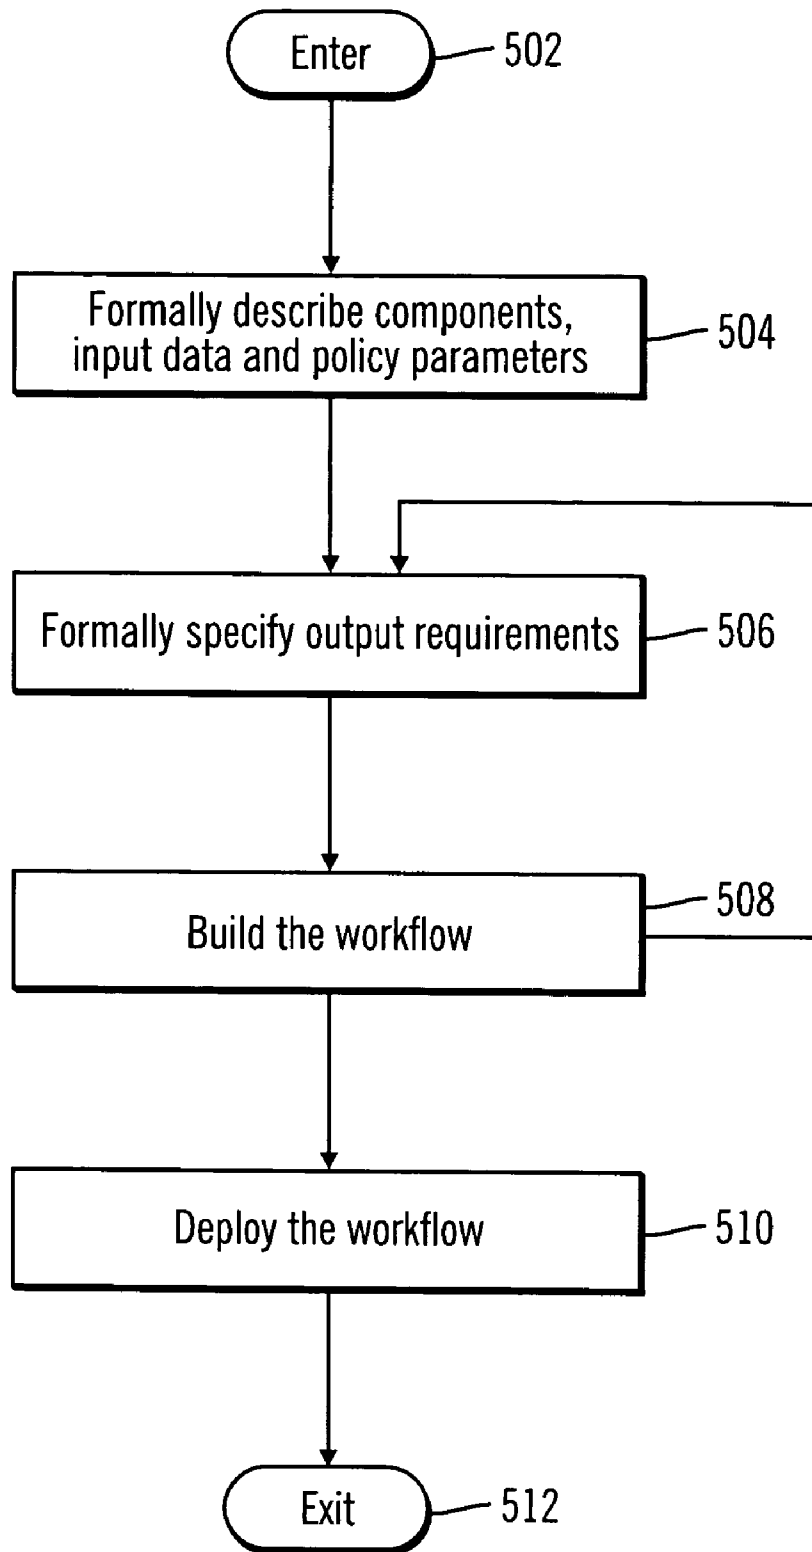 Enter
502
Formally describe components,
input data and policy parameters
504
Formally specify output requirements
506
Build the workflow
508
Deploy the workflow
510
Exit
512